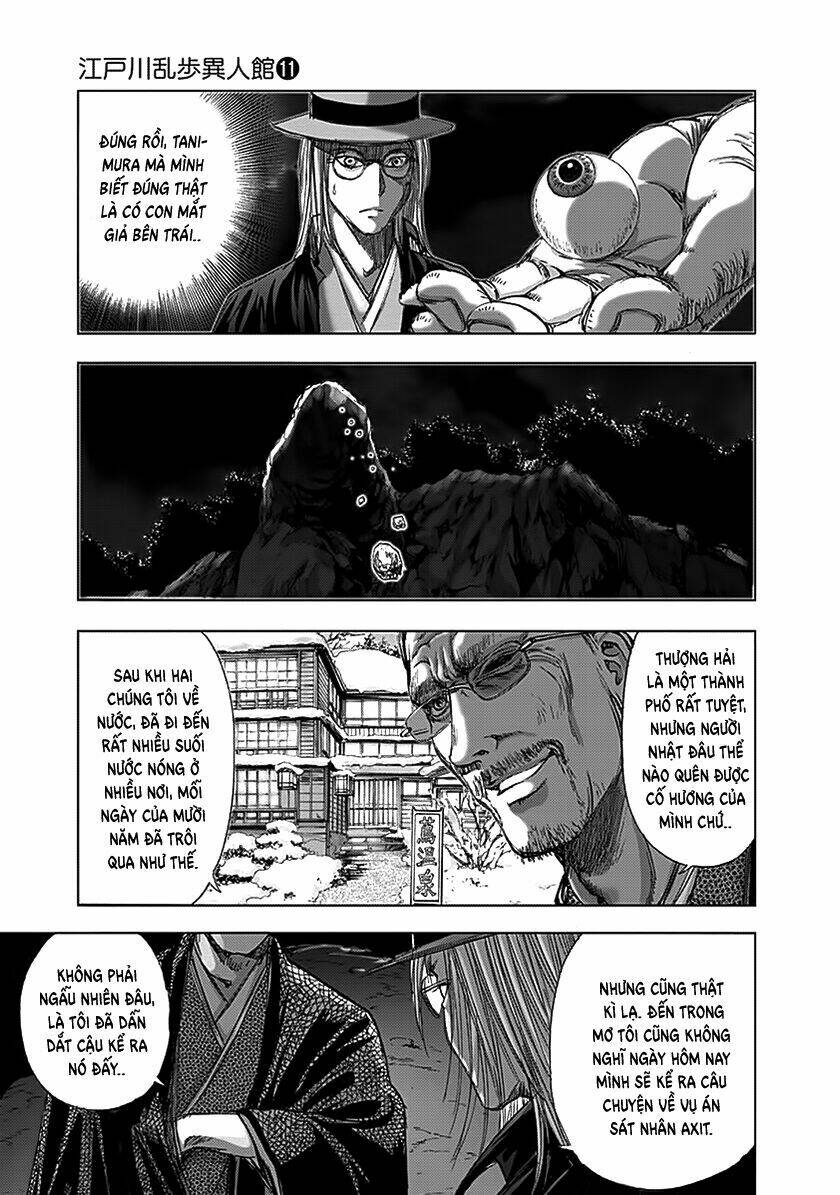 江戸川乱歩異人館⓫
ĐÚNG RỒI, TANI-
MURA MÀ MÌNH
BIẾT ĐÚNG THẬT
LÀ CÓ CON MẮT
GIẢ BÊN TRÁI..
THƯỢNG HẢI
LÀ MỘT THÀNH
PHỐ RẤT TUYỆT,
NHƯNG NGƯỜI
NHẬT ĐÂU THỂ
NÀO QUÊN ĐƯỢC
CỐ HƯƠNG CỦA
MÌNH CHỨ..
SAU KHI HAI
CHÚNG TÔI VỀ
NƯỚC, ĐÃ ĐI ĐẾN
RẤT NHIỀU SUỐI
NƯỚC NÓNG Ở
NHIỀU NƠI, MỖI
NGÀY CỦA MƯỜI
NĂM ĐÃ TRÔI
QUA NHƯ THẾ.
蔦温泉
NHƯNG CŨNG THẬT
KÌ LẠ. ĐẾN TRONG
MƠ TÔI CŨNG KHÔNG
NGHĨ NGÀY HÔM NAY
MÌNH SẼ KỂ RA CÂU
CHUYỆN VỀ VỤ ÁN
SÁT NHÂN AXIT.
KHÔNG PHẢI
NGẪU NHIÊN ĐÂU,
LÀ TÔI ĐÃ DẪN
DẮT CẬU KỂ RA
NÓ ĐẤY..